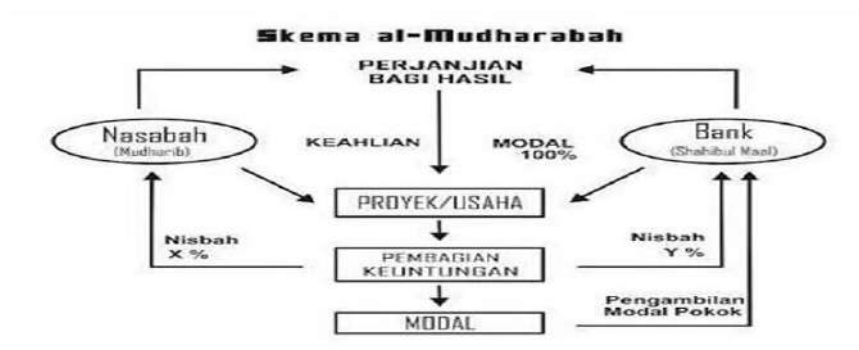 Skema al-Mudharabah
PERJANJIAN
BAGI HASIL
Nasabah
(Mudharib)
KEAHLIAN
MODAL
100%
Bank
(Shahibul Maal)
PROYEK/USAHA
Nisbah
X %
PEMBAGIAN
KEUNTUNGAN
Nisbah
Y %
MODAL
Pengambilan
Modal Pokok